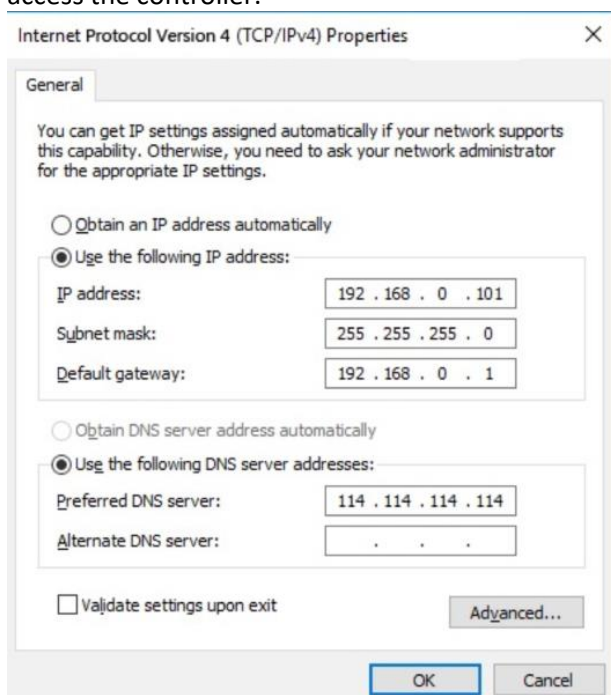 access the controller.
Internet Protocol Version 4 (TCP/IPv4) Properties
General
You can get IP settings assigned automatically if your network supports
this capability. Otherwise, you need to ask your network administrator
for the appropriate IP settings.
Obtain an IP address automatically
Use the following IP address:
IP address: 192 . 168 . 0 . 101
Subnet mask: 255 . 255 . 255 . 0
Default gateway: 192 . 168 . 0 . 1
Obtain DNS server address automatically
Use the following DNS server addresses:
Preferred DNS server: 114 . 114 . 114 . 114
Alternate DNS server: . . .
Validate settings upon exit
Advanced...
OK Cancel